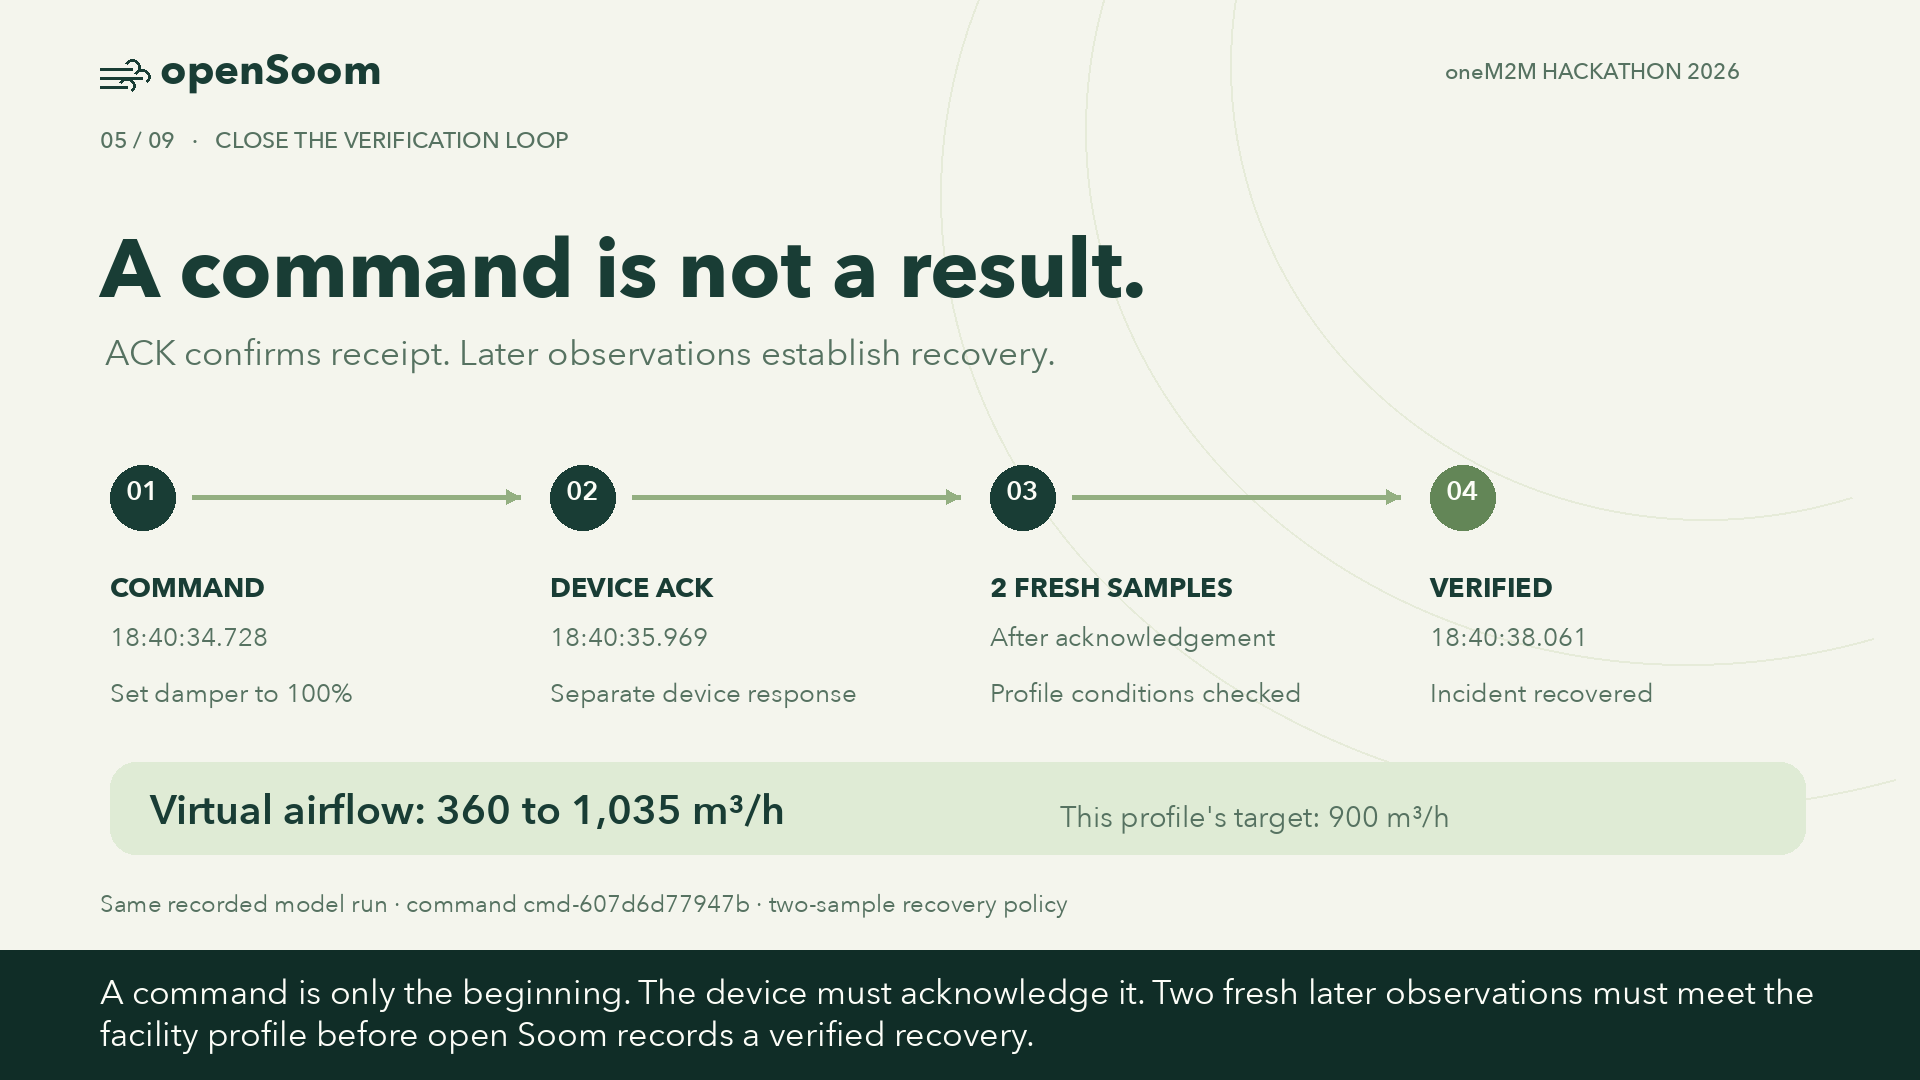 openSoom
oneM2M HACKATHON 2026
05 / 09 · CLOSE THE VERIFICATION LOOP
A command is not a result.
ACK confirms receipt. Later observations establish recovery.
01
02
03
04
COMMAND
18:40:34.728
Set damper to 100%
DEVICE ACK
18:40:35.969
Separate device response
2 FRESH SAMPLES
After acknowledgement
Profile conditions checked
VERIFIED
18:40:38.061
Incident recovered
Virtual airflow: 360 to 1,035 m³/h
This profile's target: 900 m³/h
Same recorded model run · command cmd-607d6d77947b · two-sample recovery policy
A command is only the beginning. The device must acknowledge it. Two fresh later observations must meet the
facility profile before open Soom records a verified recovery.